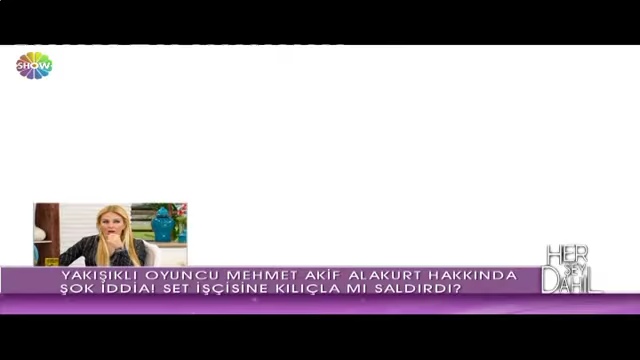 SHOW
HER
ŞEY
DAHİL
YAKIŞIKLI OYUNCU MEHMET AKİF ALAKURT HAKKINDA
ŞOK İDDİA! SET İŞÇİSİNE KILIÇLA MI SALDIRDI?